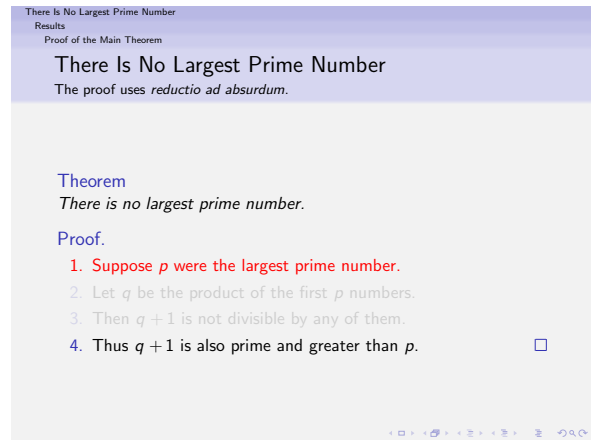 There Is No Largest Prime Number
Results
Proof of the Main Theorem
There Is No Largest Prime Number
The proof uses reductio ad absurdum.
Theorem
There is no largest prime number.
Proof.
1. Suppose p were the largest prime number.
2. Let q be the product of the first p numbers.
3. Then q + 1 is not divisible by any of them.
4. Thus q + 1 is also prime and greater than p.